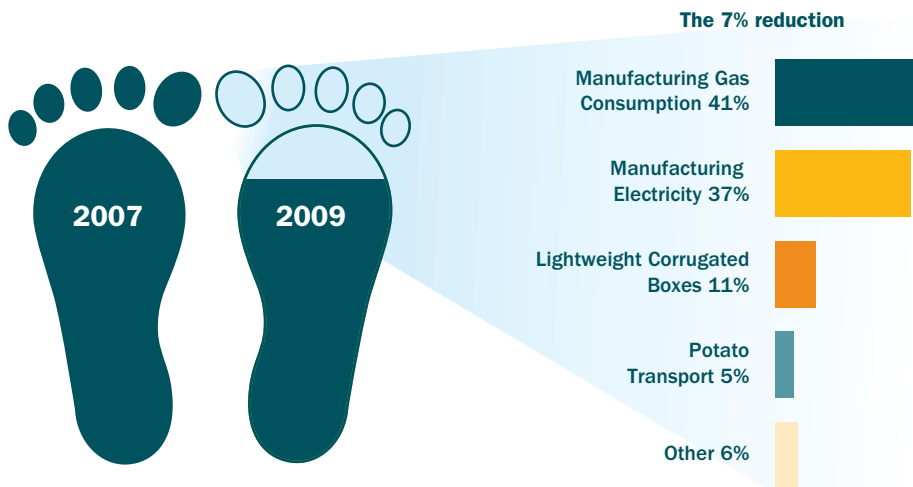 The 7% reduction
Manufacturing Gas
Consumption 41%
Manufacturing
Electricity 37%
2007
2009
Lightweight Corrugated
Boxes 11%
Potato
Transport 5%
Other 6%